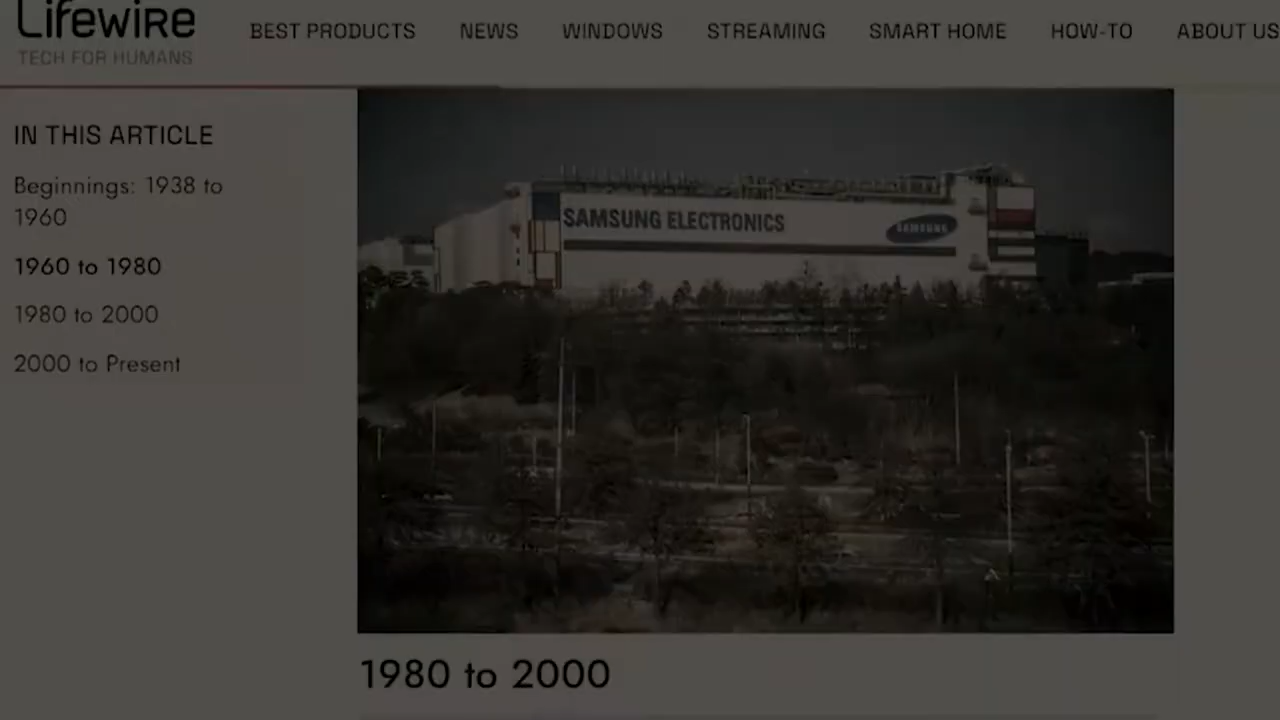 Lifewire
TECH FOR HUMANS
BEST PRODUCTS NEWS WINDOWS STREAMING SMART HOME HOW-TO ABOUT US
IN THIS ARTICLE
Beginnings: 1938 to
1960
1960 to 1980
1980 to 2000
2000 to Present
SAMSUNG ELECTRONICS
SAMSUNG
1980 to 2000